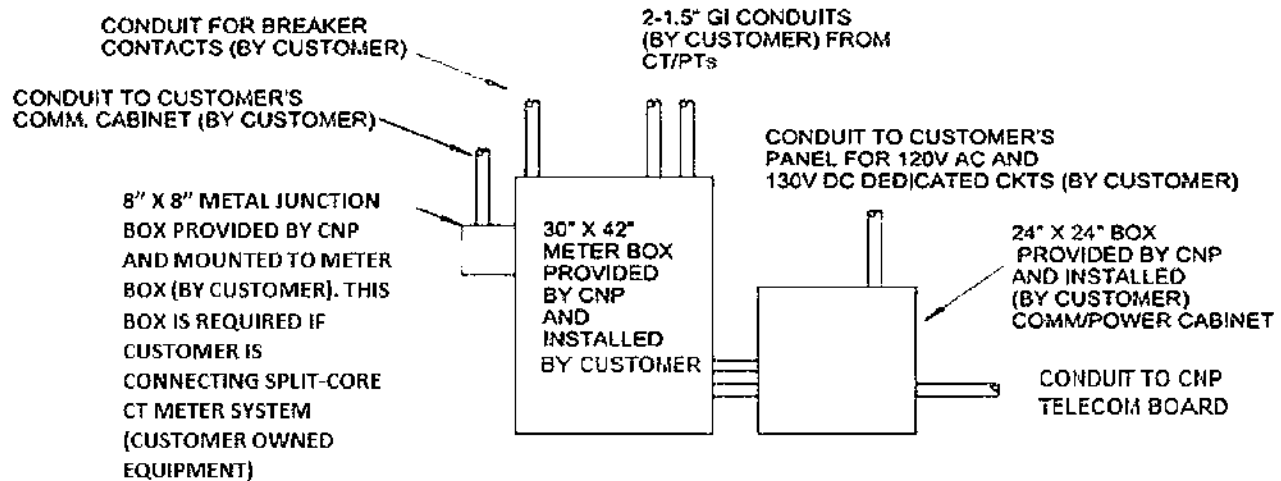 CONDUIT FOR BREAKER
CONTACTS (BY CUSTOMER)
2-1.5" GI CONDUITS
(BY CUSTOMER) FROM
CT/PTs
CONDUIT TO CUSTOMER'S
COMM. CABINET (BY CUSTOMER)
CONDUIT TO CUSTOMER'S
PANEL FOR 120V AC AND
130V DC DEDICATED CKTS (BY CUSTOMER)
8" X 8" METAL JUNCTION
BOX PROVIDED BY CNP
AND MOUNTED TO METER
BOX (BY CUSTOMER). THIS
BOX IS REQUIRED IF
CUSTOMER IS
CONNECTING SPLIT-CORE
CT METER SYSTEM
(CUSTOMER OWNED
EQUIPMENT)
30" X 42"
METER BOX
PROVIDED
BY CNP
AND
INSTALLED
BY CUSTOMER
24" X 24" BOX
PROVIDED BY CNP
AND INSTALLED
(BY CUSTOMER)
COMM/POWER CABINET
CONDUIT TO CNP
TELECOM BOARD